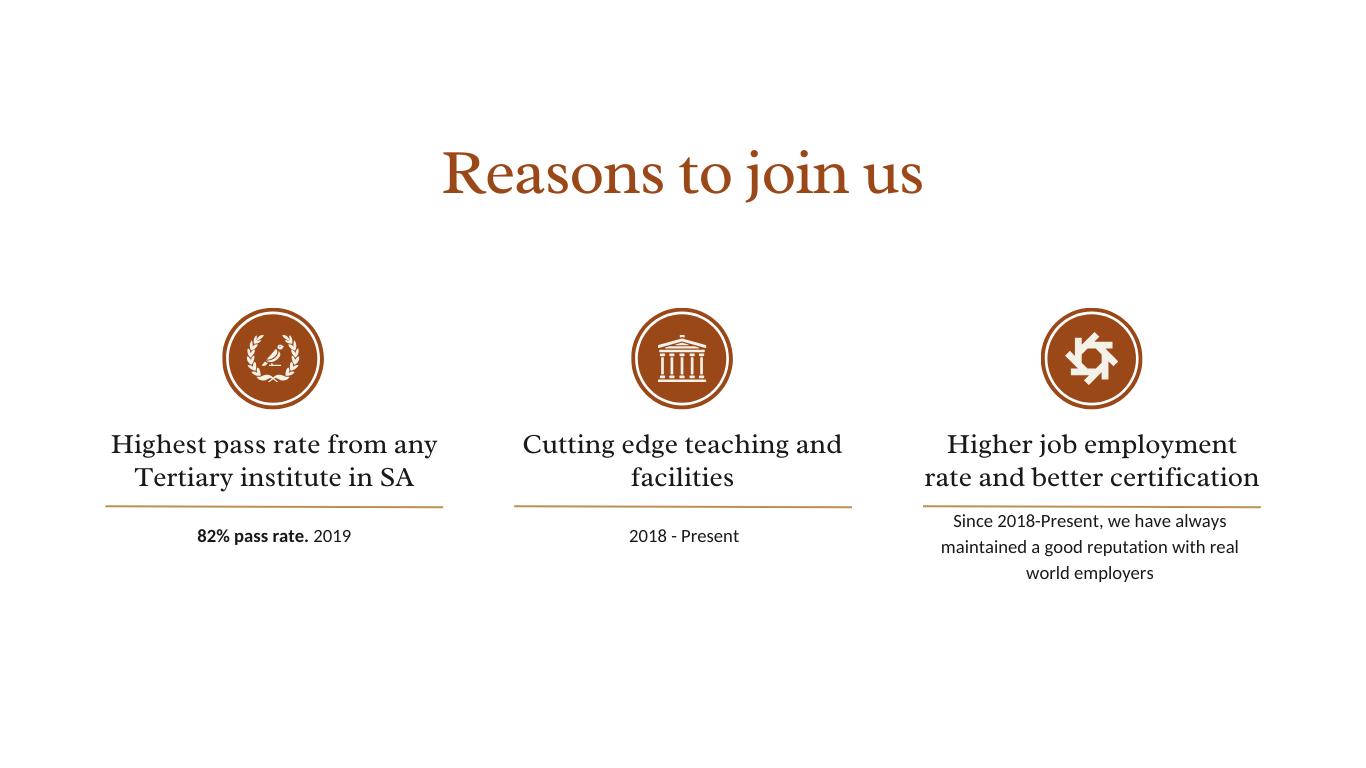 Reasons to join us
Highest pass rate from any
Tertiary institute in SA
82% pass rate. 2019
Cutting edge teaching and
facilities
2018 - Present
Higher job employment
rate and better certification
Since 2018-Present, we have always
maintained a good reputation with real
world employers